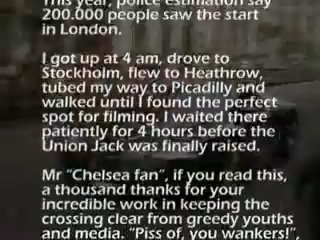 This year, police estimation say
200.000 people saw the start
in London.
I got up at 4 am, drove to
Stockholm, flew to Heathrow,
tubed my way to Picadilly and
walked until I found the perfect
spot for filming. I waited there
patiently for 4 hours before the
Union Jack was finally raised.
Mr "Chelsea fan", if you read this,
a thousand thanks for your
incredible work in keeping the
crossing clear from greedy youths
and media. "Piss of, you wankers!",